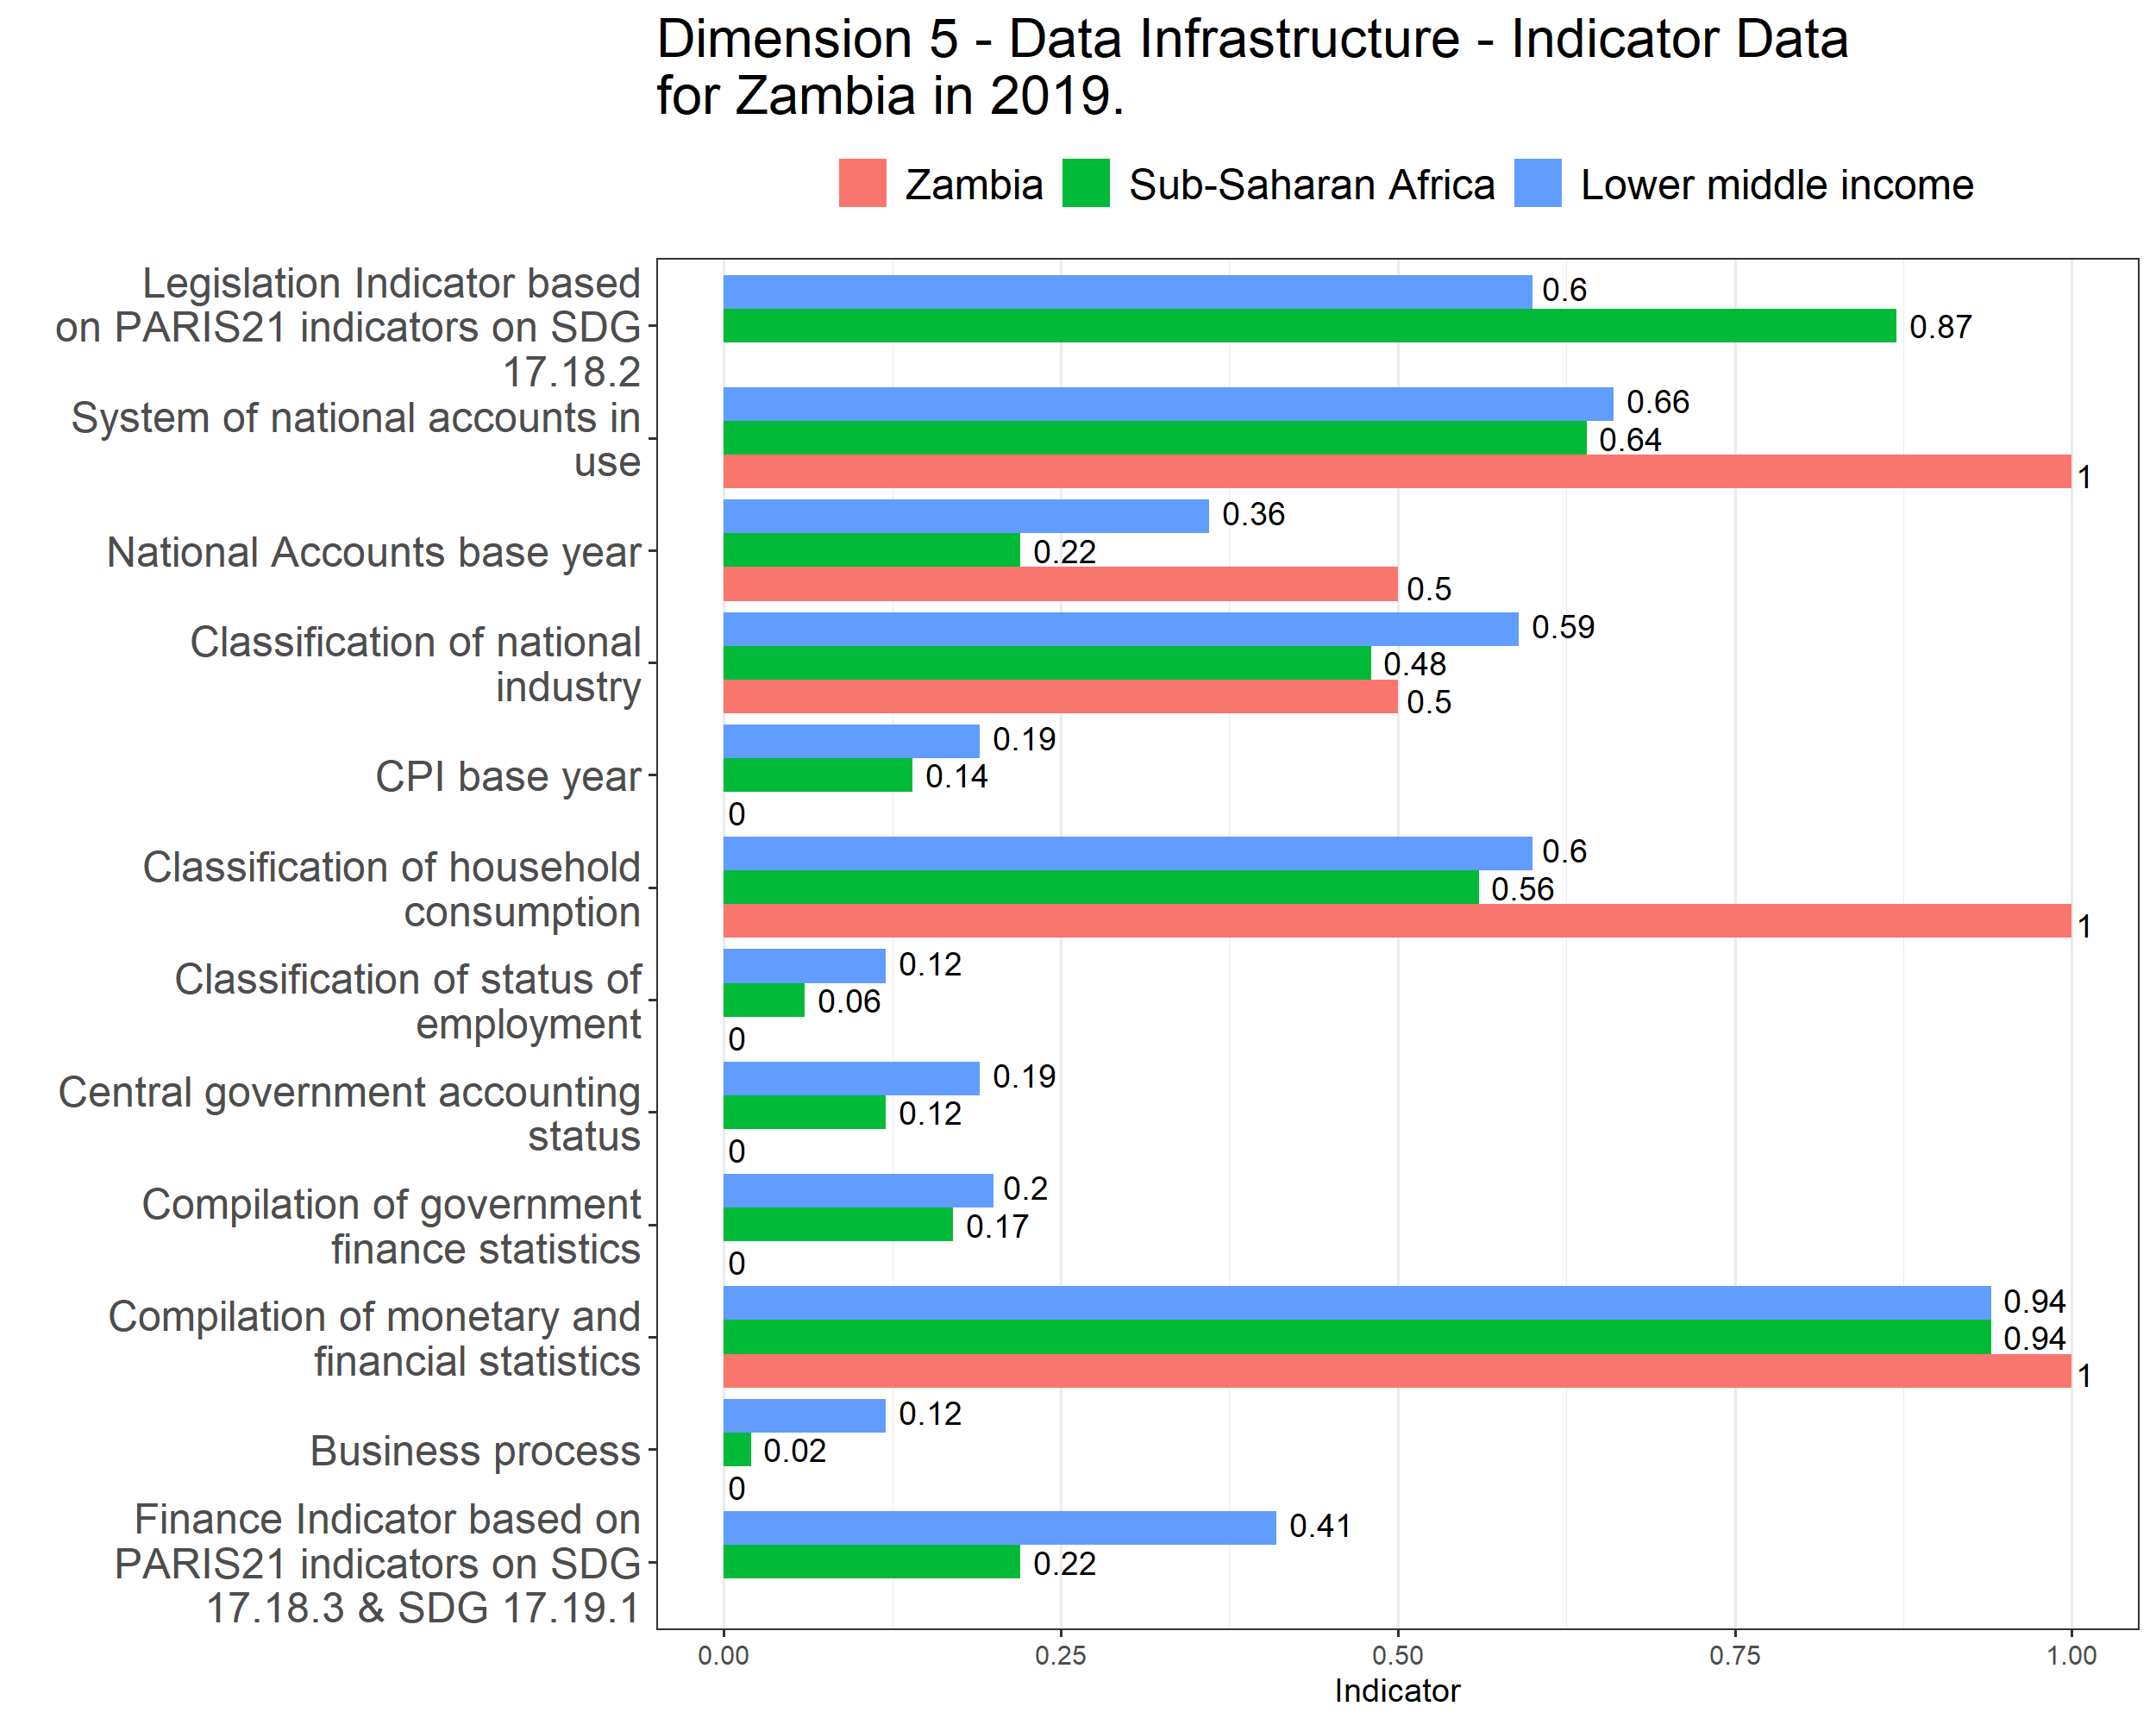 Dimension 5 - Data Infrastructure - Indicator Data
for Zambia in 2019.
Zambia
Sub-Saharan Africa
Lower middle income
Legislation Indicator based
on PARIS21 indicators on SDG
17.18.2
0.6
0.87
System of national accounts in
use
0.66
0.64
1
National Accounts base year
0.36
0.22
0.5
Classification of national
industry
0.59
0.48
0.5
CPI base year
0.19
0.14
0
Classification of household
consumption
0.6
0.56
1
Classification of status of
employment
0.12
0.06
0
Central government accounting
status
0.19
0.12
0
Compilation of government
finance statistics
0.2
0.17
0
Compilation of monetary and
financial statistics
0.94
0.94
1
Business process
0.12
0.02
0
Finance Indicator based on
PARIS21 indicators on SDG
17.18.3 & SDG 17.19.1
0.41
0.22
0.00
0.25
0.50
0.75
1.00
Indicator